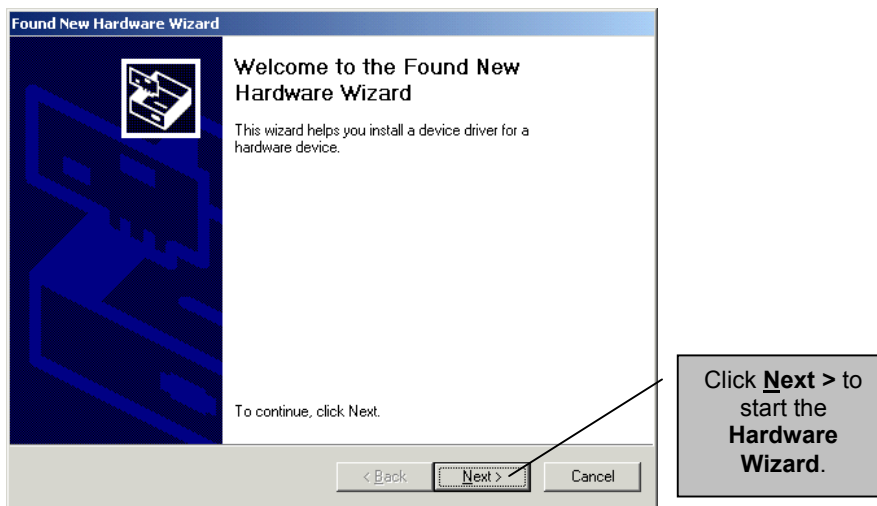 Found New Hardware Wizard
Welcome to the Found New
Hardware Wizard
This wizard helps you install a device driver for a
hardware device.
To continue, click Next.
< Back
Next >
Cancel
Click Next > to
start the
Hardware
Wizard.